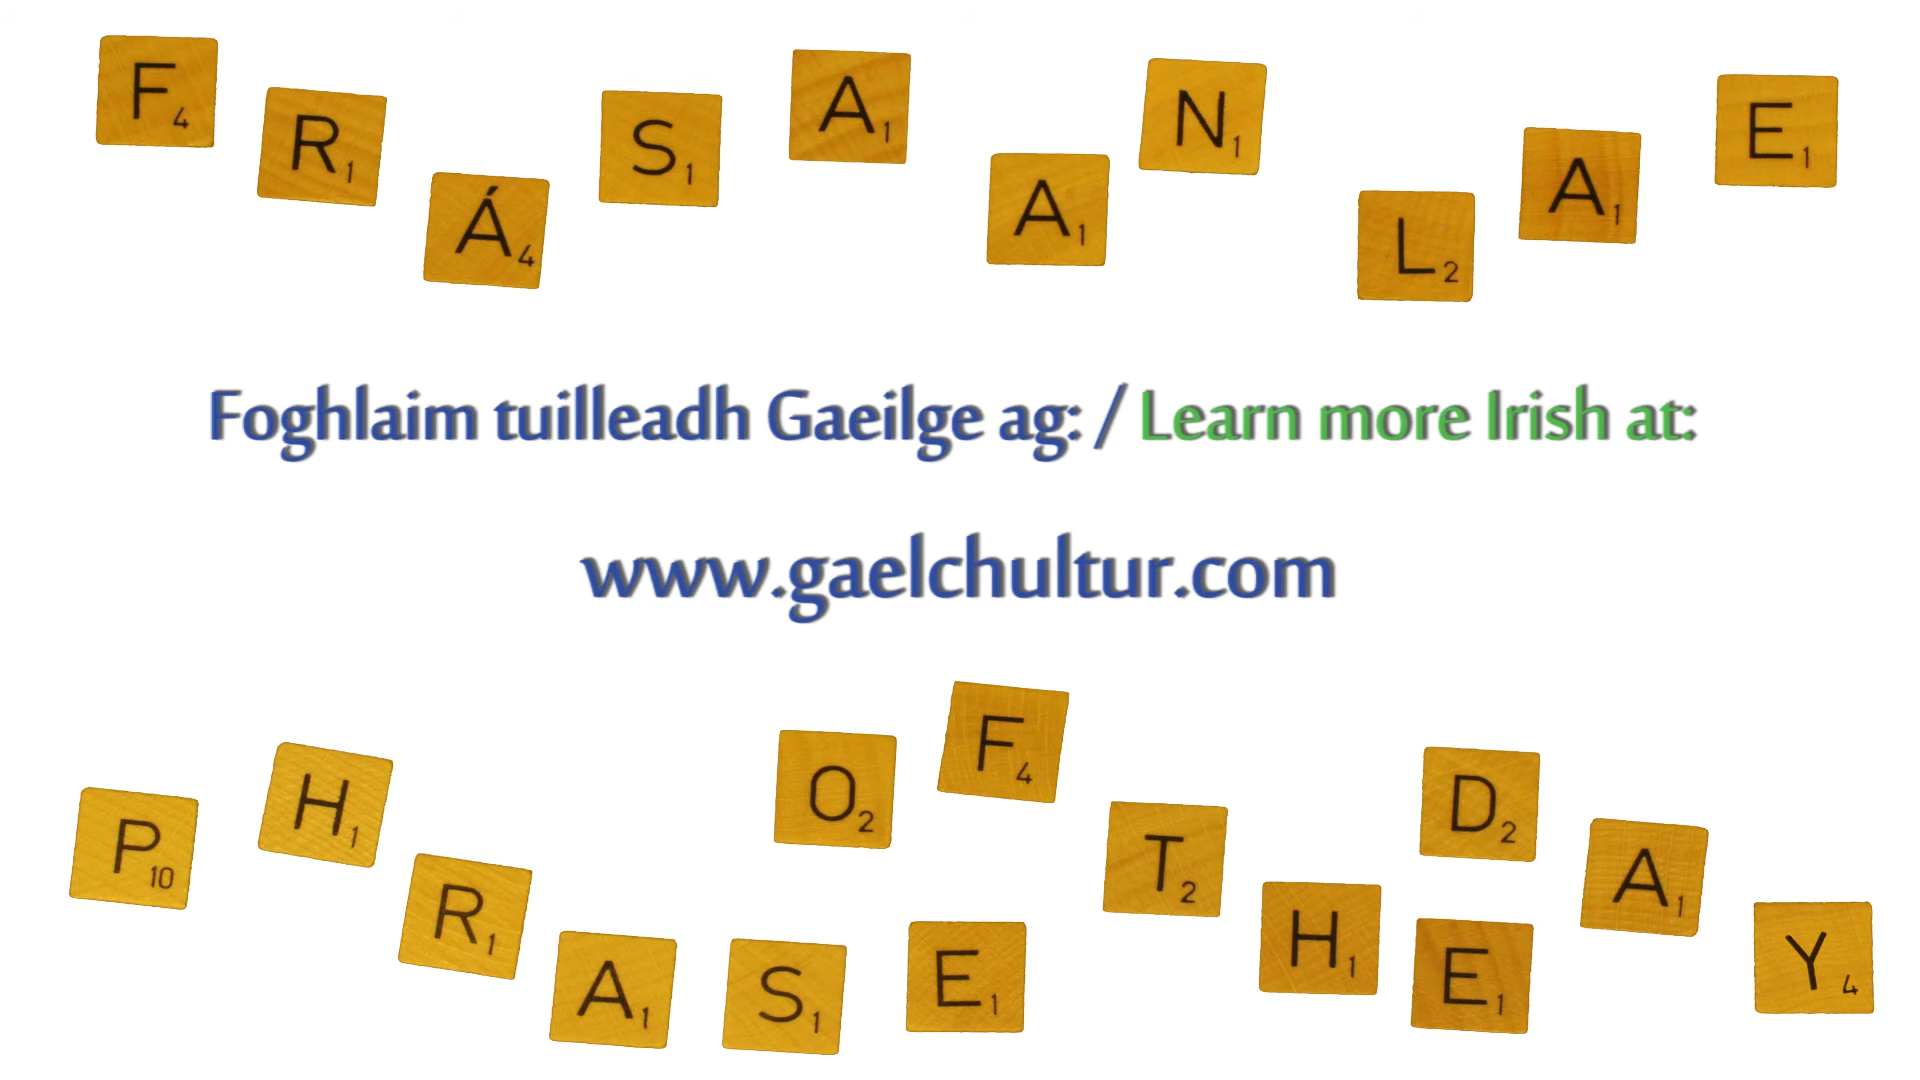 FRÁSA AN LAE
Foghlaim tuilleadh Gaeilge ag: / Learn more Irish at:
www.gaelchultur.com
PHRASE OF THE DAY